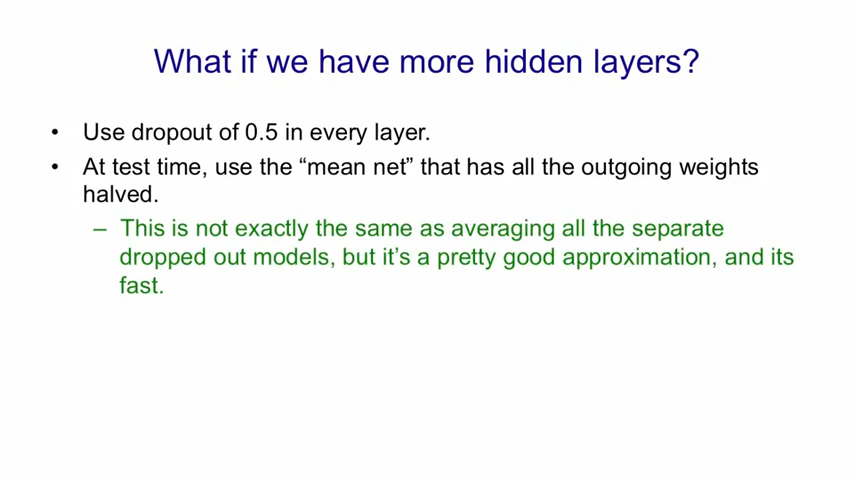 What if we have more hidden layers?
• Use dropout of 0.5 in every layer.
• At test time, use the “mean net” that has all the outgoing weights
halved.
– This is not exactly the same as averaging all the separate
dropped out models, but it’s a pretty good approximation, and its
fast.